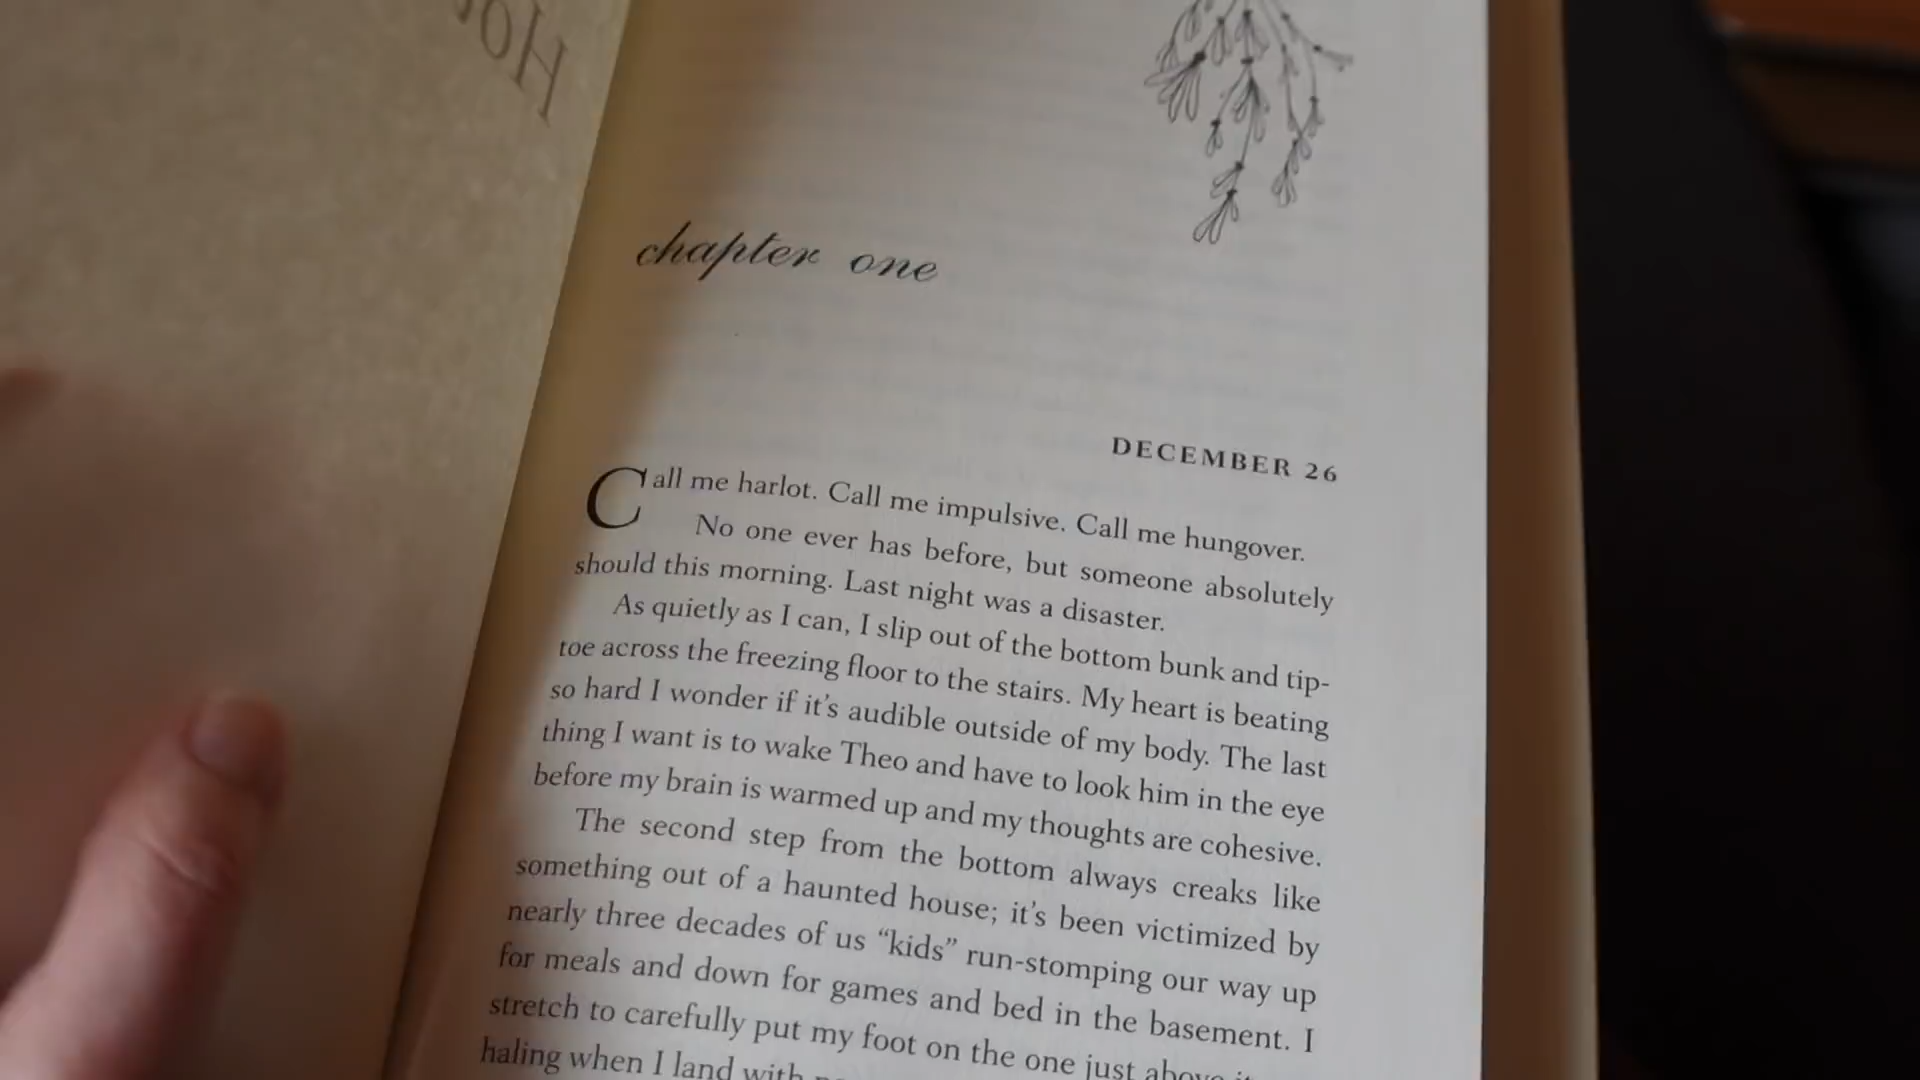 Ho
chapter one
DECEMBER 26
Call me harlot. Call me impulsive. Call me hungover.
No one ever has before, but someone absolutely
should this morning. Last night was a disaster.
As quietly as I can, I slip out of the bottom bunk and tip-
toe across the freezing floor to the stairs. My heart is beating
so hard I wonder if it’s audible outside of my body. The last
thing I want is to wake Theo and have to look him in the eye
before my brain is warmed up and my thoughts are cohesive.
The second step from the bottom always creaks like
something out of a haunted house; it’s been victimized by
nearly three decades of us “kids” run-stomping our way up
for meals and down for games and bed in the basement. I
stretch to carefully put my foot on the one just above
haling when I land with